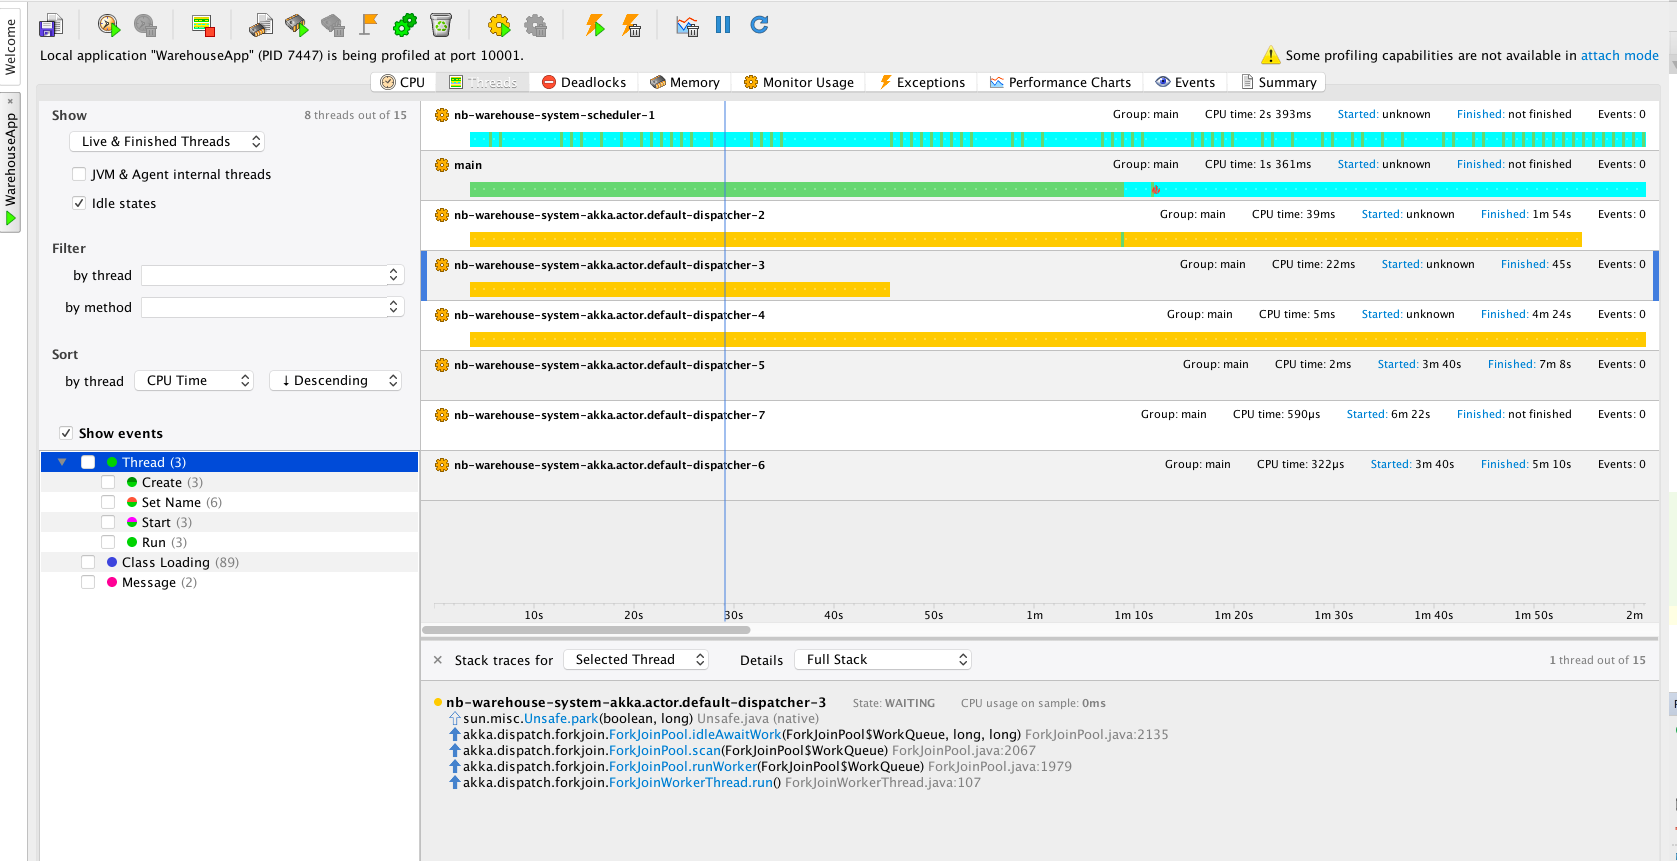 Welcome
WarehouseApp
Local application "WarehouseApp" (PID 7447) is being profiled at port 10001.
Some profiling capabilities are not available in attach mode
CPU Threads Deadlocks Memory Monitor Usage Exceptions Performance Charts Events Summary
Show 8 threads out of 15
Live & Finished Threads
JVM & Agent internal threads
Idle states
Filter
by thread
by method
Sort
by thread CPU Time ↓ Descending
Show events
Thread (3)
Create (3)
Set Name (6)
Start (3)
Run (3)
Class Loading (89)
Message (2)
nb-warehouse-system-scheduler-1 Group: main CPU time: 2s 393ms Started: unknown Finished: not finished Events: 0
main Group: main CPU time: 1s 361ms Started: unknown Finished: not finished Events: 0
nb-warehouse-system-akka.actor.default-dispatcher-2 Group: main CPU time: 39ms Started: unknown Finished: 1m 54s Events: 0
nb-warehouse-system-akka.actor.default-dispatcher-3 Group: main CPU time: 22ms Started: unknown Finished: 45s Events: 0
nb-warehouse-system-akka.actor.default-dispatcher-4 Group: main CPU time: 5ms Started: unknown Finished: 4m 24s Events: 0
nb-warehouse-system-akka.actor.default-dispatcher-5 Group: main CPU time: 2ms Started: 3m 40s Finished: 7m 8s Events: 0
nb-warehouse-system-akka.actor.default-dispatcher-7 Group: main CPU time: 590µs Started: 6m 22s Finished: not finished Events: 0
nb-warehouse-system-akka.actor.default-dispatcher-6 Group: main CPU time: 322µs Started: 3m 40s Finished: 5m 10s Events: 0
10s 20s 30s 40s 50s 1m 1m 10s 1m 20s 1m 30s 1m 40s 1m 50s 2m
Stack traces for Selected Thread Details Full Stack 1 thread out of 15
nb-warehouse-system-akka.actor.default-dispatcher-3 State: WAITING CPU usage on sample: 0ms
sun.misc.Unsafe.park(boolean, long) Unsafe.java (native)
akka.dispatch.forkjoin.ForkJoinPool.idleAwaitWork(ForkJoinPool$WorkQueue, long, long) ForkJoinPool.java:2135
akka.dispatch.forkjoin.ForkJoinPool.scan(ForkJoinPool$WorkQueue) ForkJoinPool.java:2067
akka.dispatch.forkjoin.ForkJoinPool.runWorker(ForkJoinPool$WorkQueue) ForkJoinPool.java:1979
akka.dispatch.forkjoin.ForkJoinWorkerThread.run() ForkJoinWorkerThread.java:107